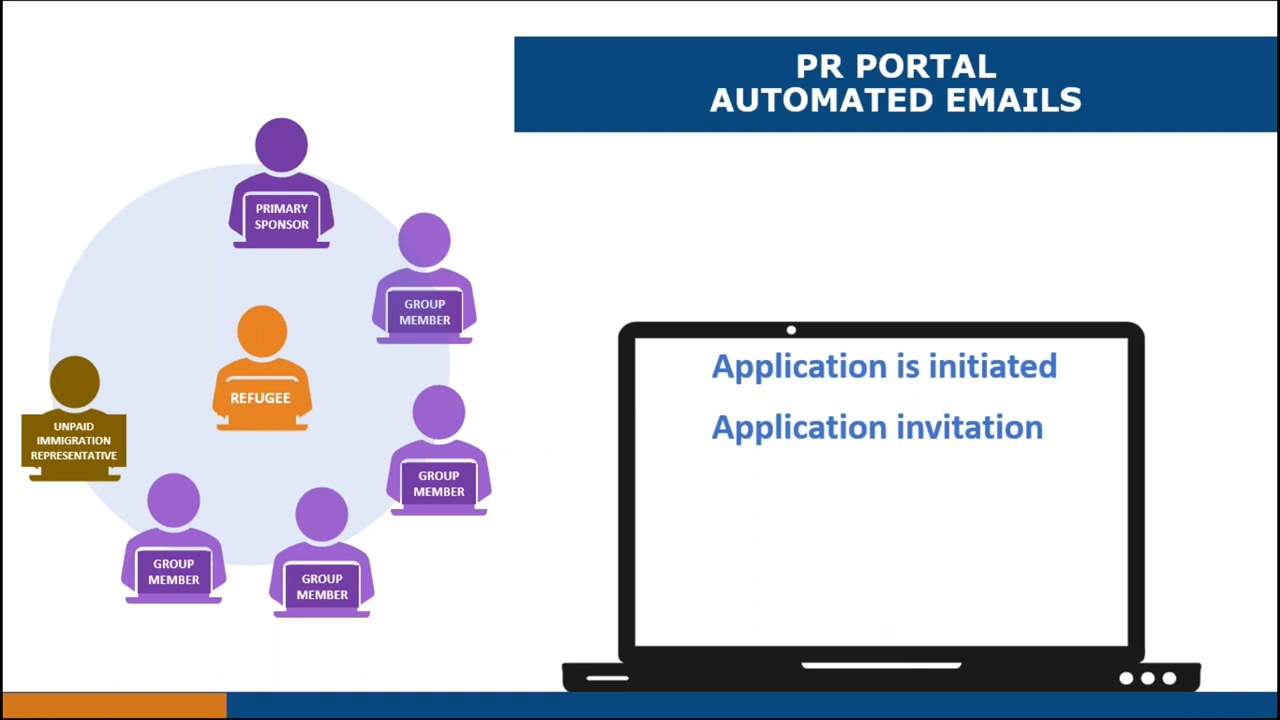 PR PORTAL
AUTOMATED EMAILS
PRIMARY
SPONSOR
GROUP
MEMBER
REFUGEE
UNPAID
IMMIGRATION
REPRESENTATIVE
GROUP
MEMBER
GROUP
MEMBER
GROUP
MEMBER
Application is initiated
Application invitation